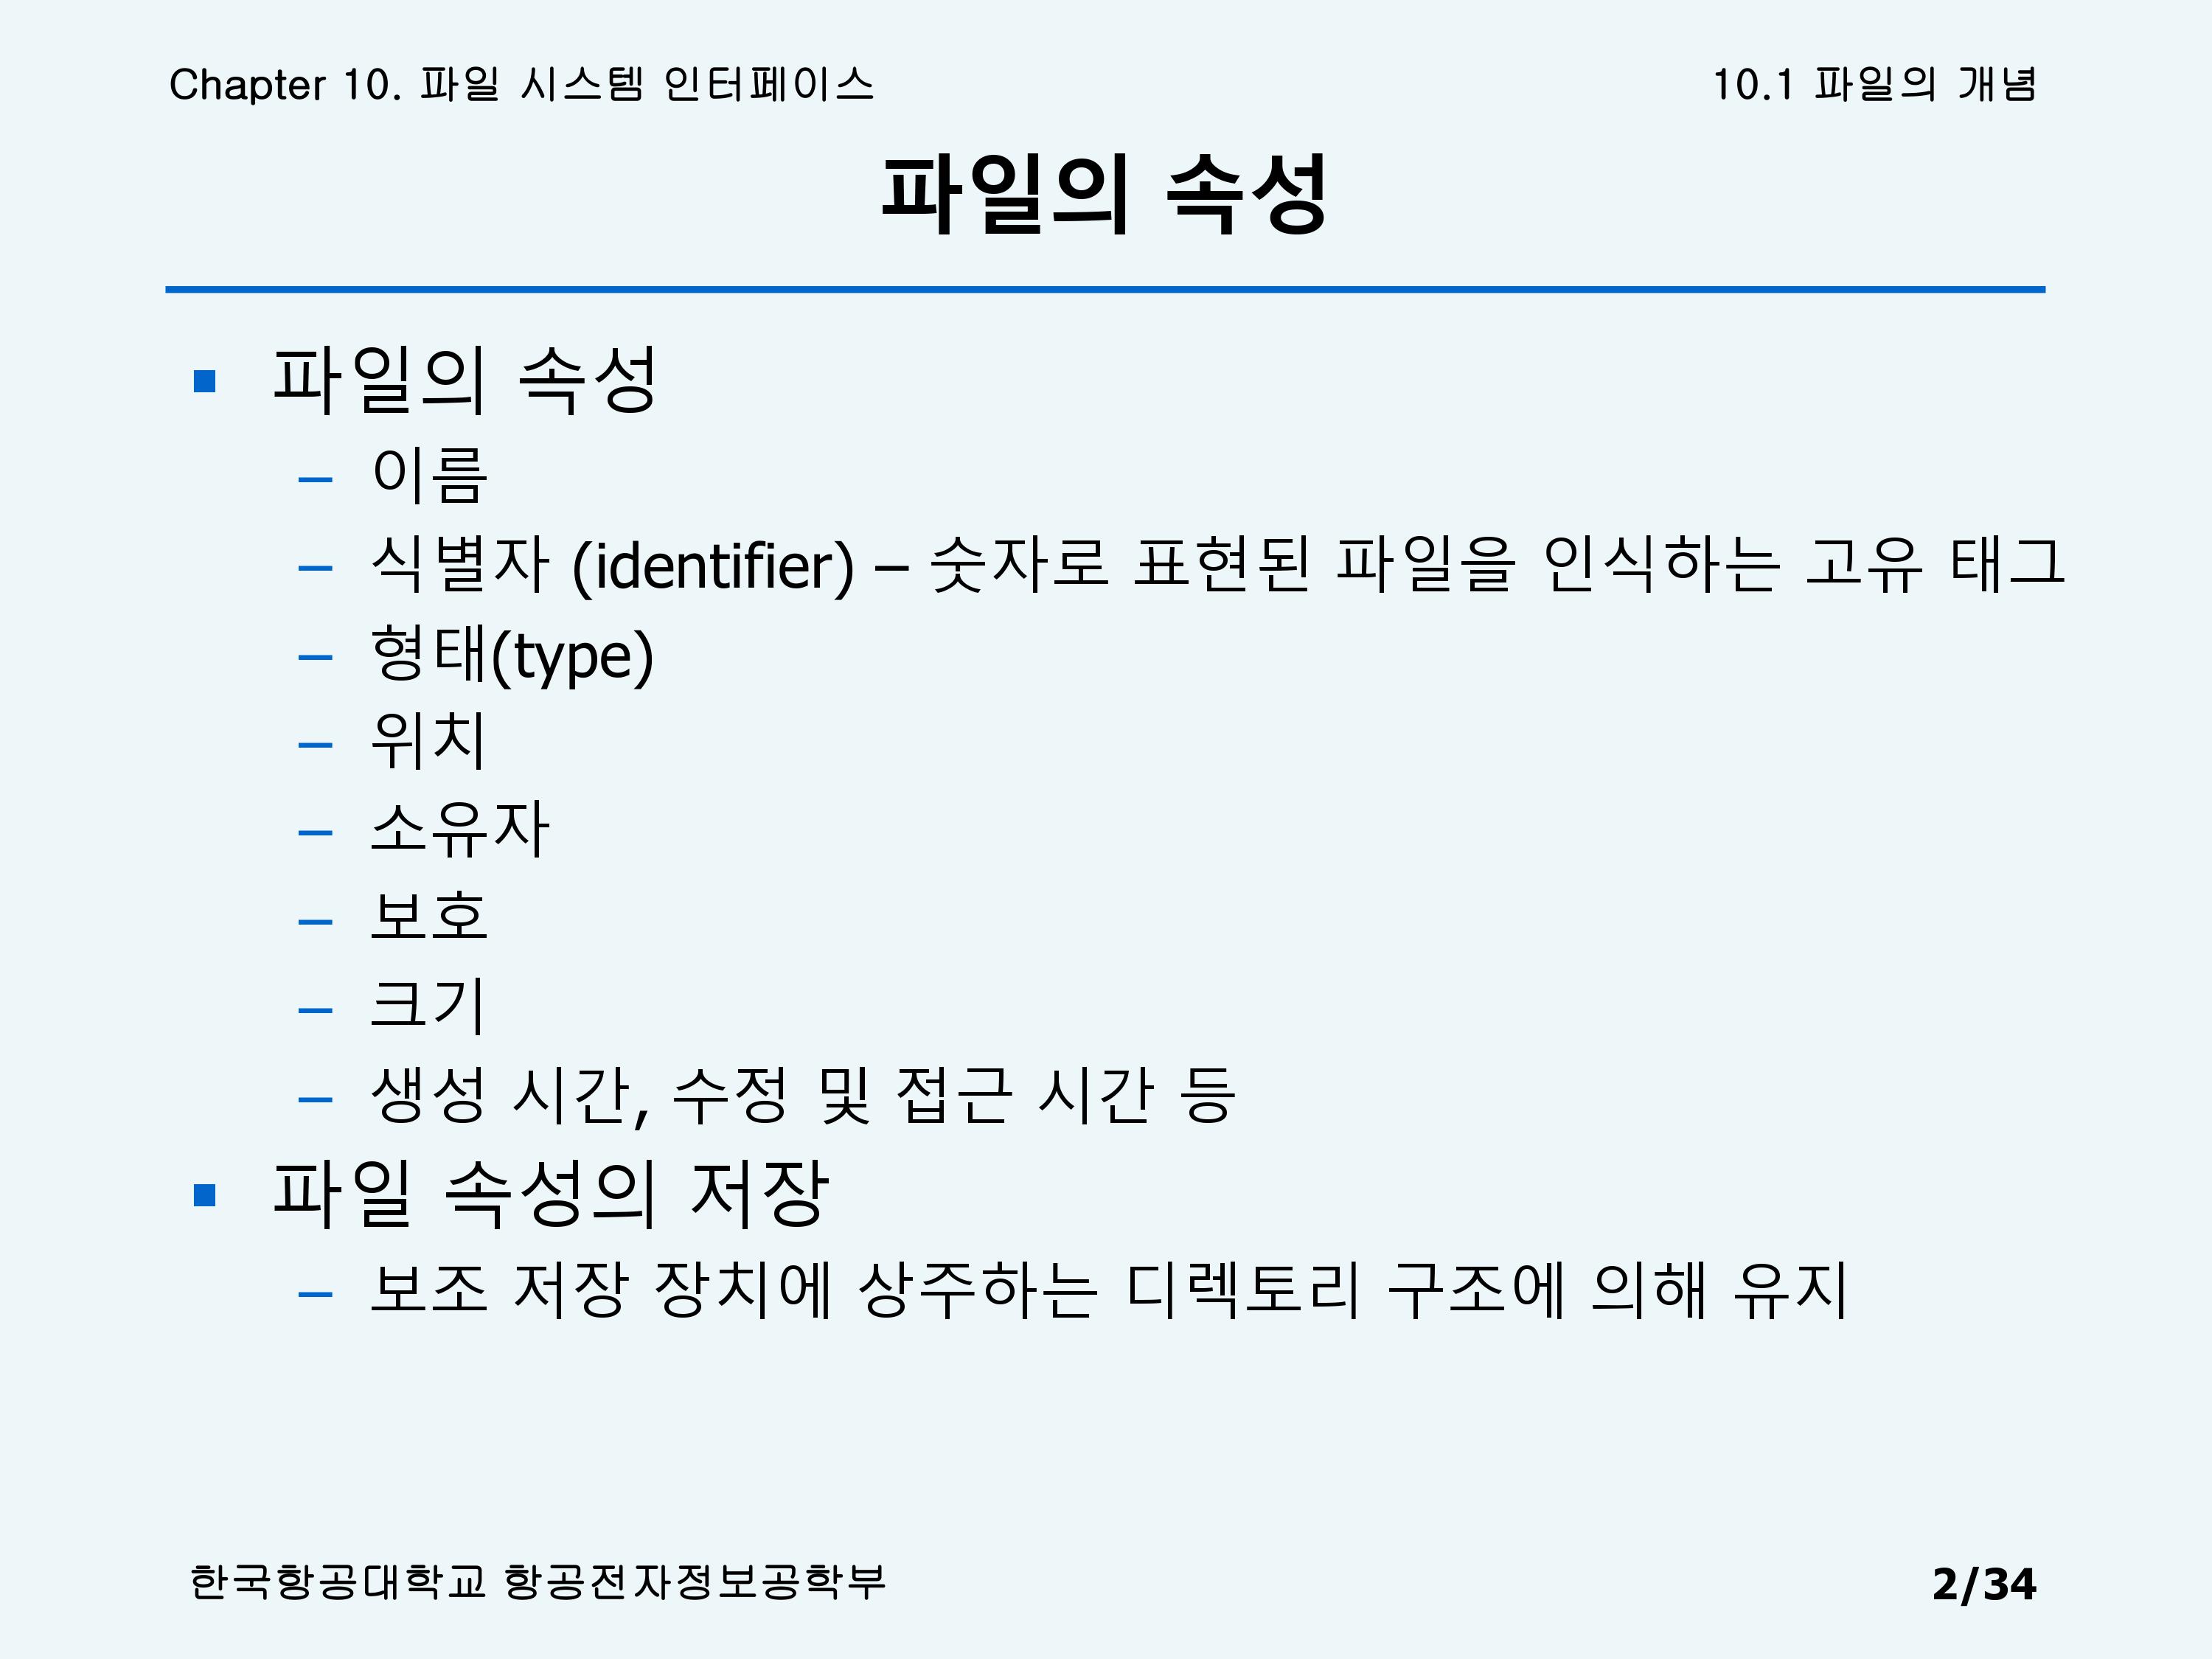 Chapter 10. 파일 시스템 인터페이스
10.1 파일의 개념
파일의 속성
▪ 파일의 속성
– 이름
– 식별자 (identifier) – 숫자로 표현된 파일을 인식하는 고유 태그
– 형태(type)
– 위치
– 소유자
– 보호
– 크기
– 생성 시간, 수정 및 접근 시간 등
▪ 파일 속성의 저장
– 보조 저장 장치에 상주하는 디렉토리 구조에 의해 유지
한국항공대학교 항공전자정보공학부
2/34